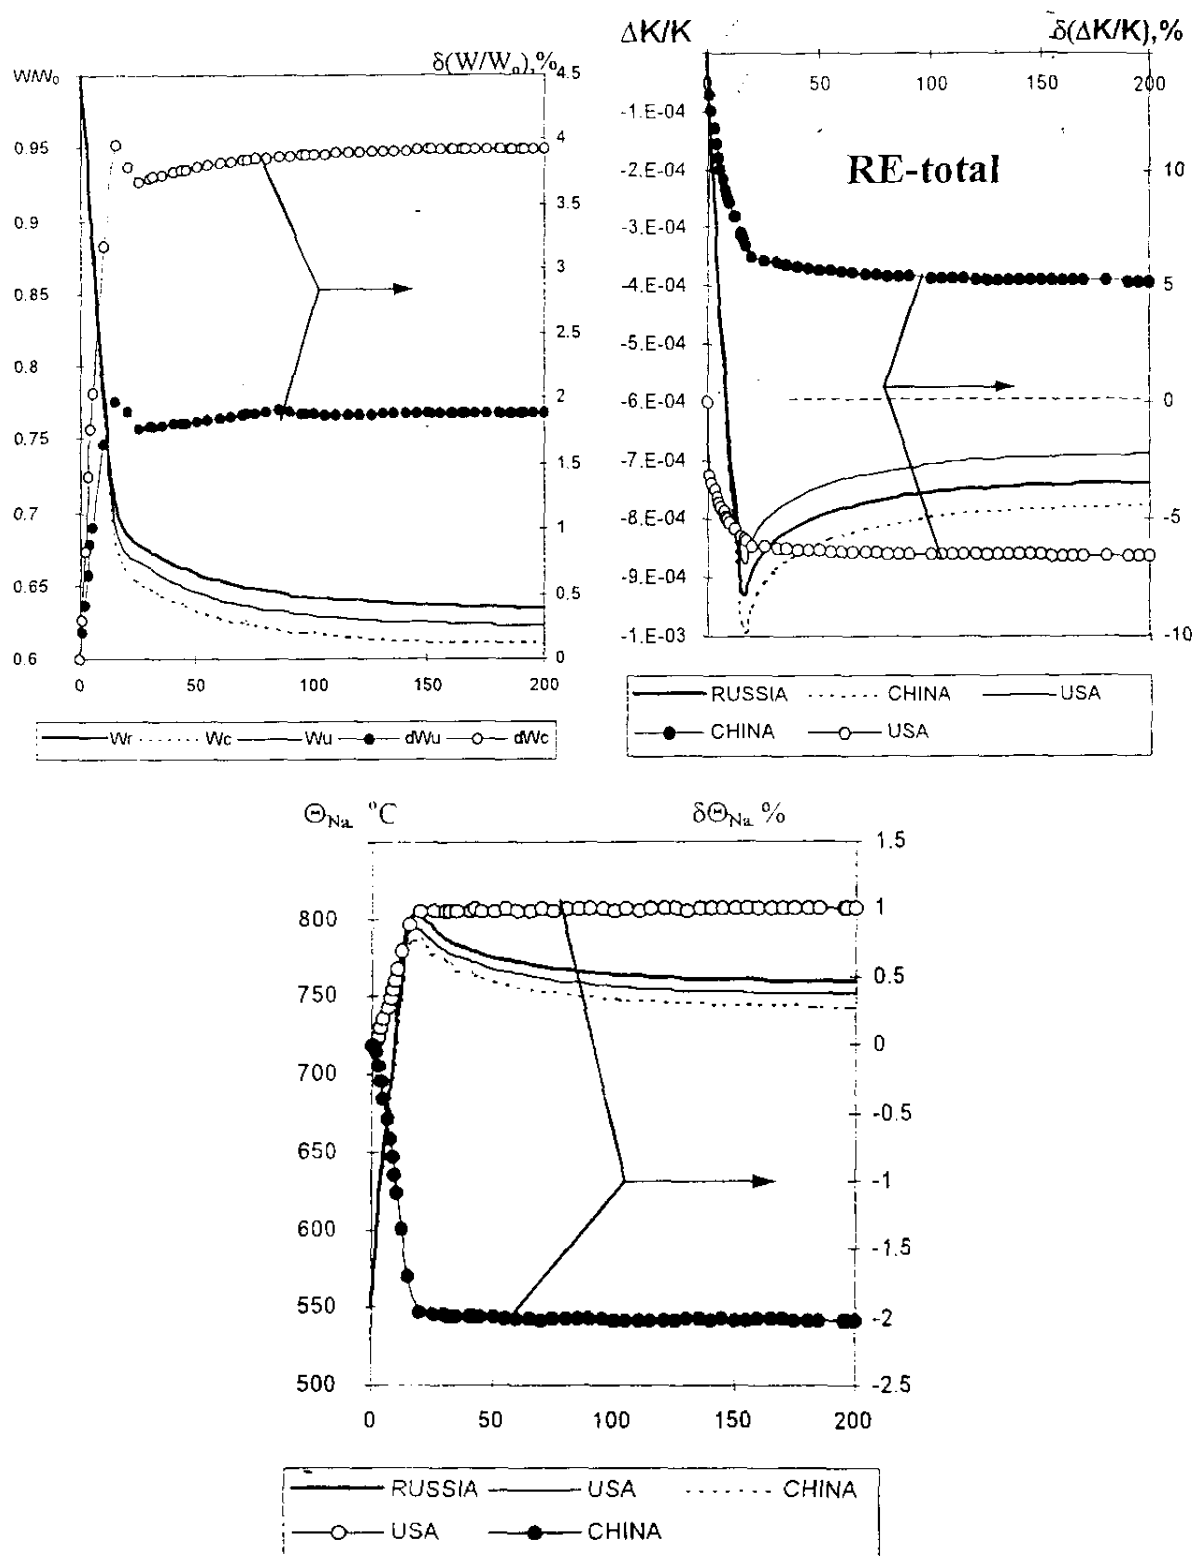 W/W₀ δ(W/W₀),%
4.5
4
0.95
3.5
0.9
3
0.85
2.5
0.8
2
0.75
1.5
0.7
1
0.65
0.5
0.6
0
0 50 100 150 200
Wr Wc Wu dWu dWc
ΔK/K δ(ΔK/K),%
50 100 150 200
-1.E-04
-2.E-04
RE-total
10
-3.E-04
-4.E-04
5
-5.E-04
-6.E-04
0
-7.E-04
-8.E-04
-5
-9.E-04
-1.E-03
-10
RUSSIA CHINA USA
CHINA USA
Θ_Na °C δΘ_Na %
1.5
800
1
0.5
750
0
700
-0.5
650
-1
600
-1.5
550
-2
500
-2.5
0 50 100 150 200
RUSSIA USA CHINA
USA CHINA